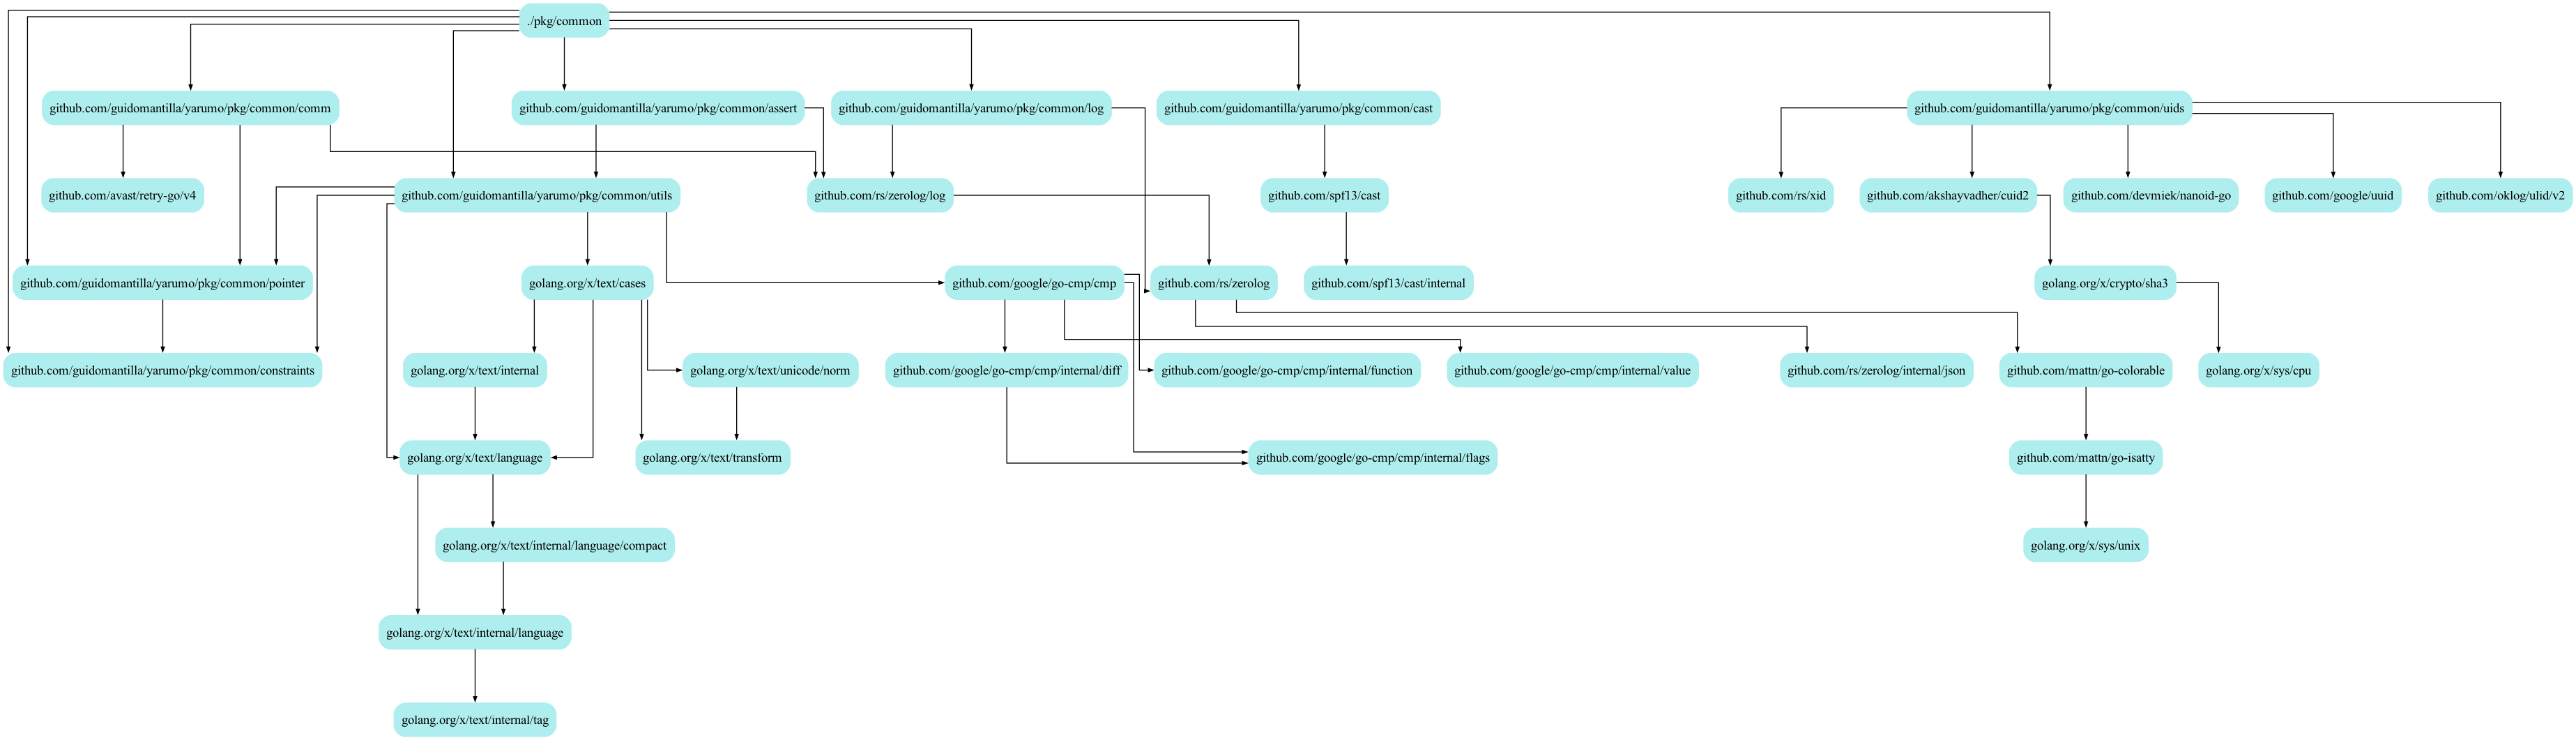 ./pkg/common
github.com/guidomantilla/yarumo/pkg/common/comm
github.com/guidomantilla/yarumo/pkg/common/assert
github.com/guidomantilla/yarumo/pkg/common/log
github.com/guidomantilla/yarumo/pkg/common/cast
github.com/guidomantilla/yarumo/pkg/common/uids
github.com/avast/retry-go/v4
github.com/guidomantilla/yarumo/pkg/common/utils
github.com/rs/zerolog/log
github.com/spf13/cast
github.com/rs/xid
github.com/akshayvadher/cuid2
github.com/devmiek/nanoid-go
github.com/google/uuid
github.com/oklog/ulid/v2
github.com/guidomantilla/yarumo/pkg/common/pointer
golang.org/x/text/cases
github.com/google/go-cmp/cmp
github.com/rs/zerolog
github.com/spf13/cast/internal
golang.org/x/crypto/sha3
github.com/guidomantilla/yarumo/pkg/common/constraints
golang.org/x/text/internal
golang.org/x/text/unicode/norm
github.com/google/go-cmp/cmp/internal/diff
github.com/google/go-cmp/cmp/internal/function
github.com/google/go-cmp/cmp/internal/value
github.com/rs/zerolog/internal/json
github.com/mattn/go-colorable
golang.org/x/sys/cpu
golang.org/x/text/language
golang.org/x/text/transform
github.com/google/go-cmp/cmp/internal/flags
github.com/mattn/go-isatty
golang.org/x/text/internal/language/compact
golang.org/x/sys/unix
golang.org/x/text/internal/language
golang.org/x/text/internal/tag